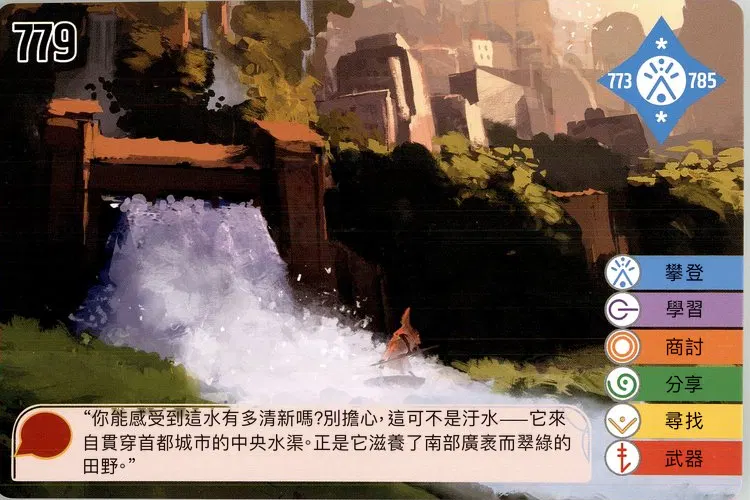 779
*
773 785
*
攀登
學習
商討
分享
尋找
武器
“你能感受到這水有多清新嗎?別擔心,這可不是汙水——它來
自貫穿首都城市的中央水渠。正是它滋養了南部廣袤而翠綠的
田野。”